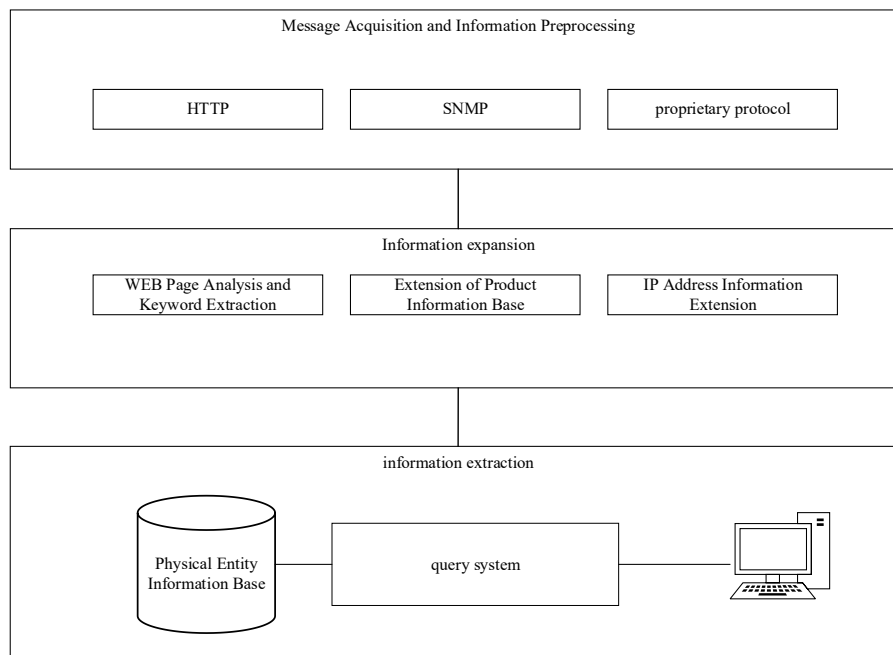 Message Acquisition and Information Preprocessing
HTTP
SNMP
proprietary protocol
Information expansion
WEB Page Analysis and
Keyword Extraction
Extension of Product
Information Base
IP Address Information
Extension
information extraction
Physical Entity
Information Base
query system